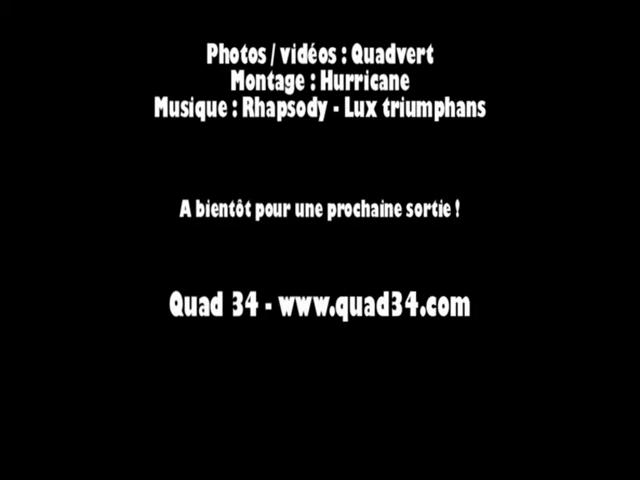 Photos / vidéos : Quadvert
Montage : Hurricane
Musique : Rhapsody - Lux triumphans
A bientôt pour une prochaine sortie !
Quad 34 - www.quad34.com